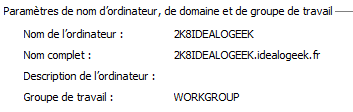 Paramètres de nom d'ordinateur, de domaine et de groupe de travail
Nom de l'ordinateur : 2K8IDEALOGEEK
Nom complet : 2K8IDEALOGEEK.idealogeek.fr
Description de l'ordinateur :
Groupe de travail : WORKGROUP